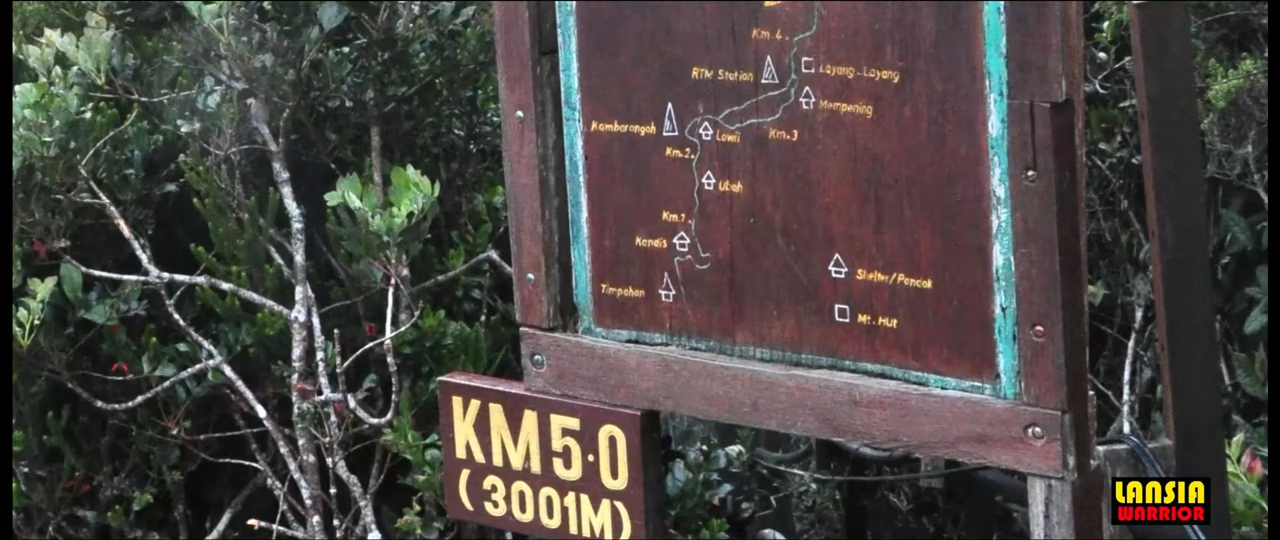 Km.4.
RTM Station
Layang-Layang
Mempening
Kambarangoh
Lowii
Km.3
Km.2.
Ubah
Km.1.
Kandis
Timpohon
Shelter/Pondok
Mt. Hut
KM5·0
(3001M)
LANSIA
WARRIOR